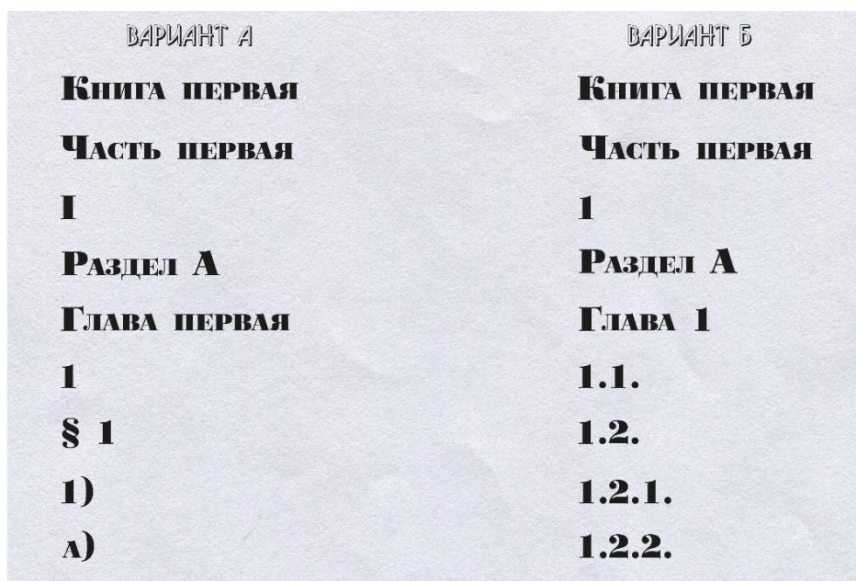 ВАРИАНТ А
Книга первая
Часть первая
I
Раздел А
Глава первая
1
§ 1
1)
а)
ВАРИАНТ Б
Книга первая
Часть первая
1
Раздел А
Глава 1
1.1.
1.2.
1.2.1.
1.2.2.